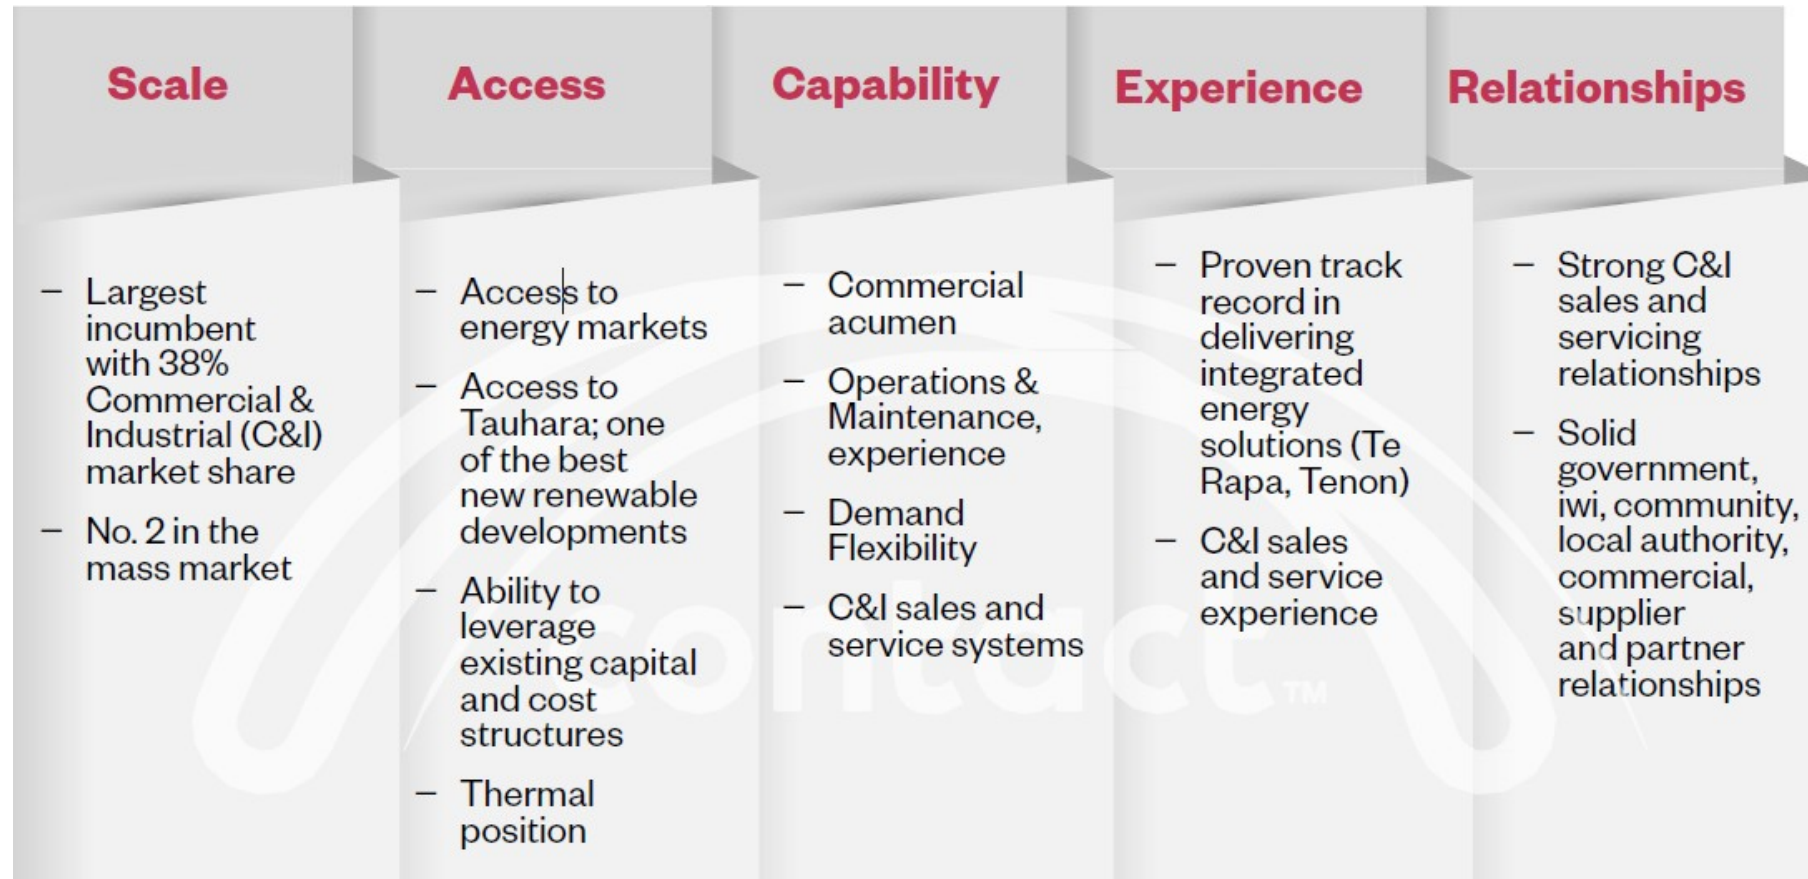 Scale
– Largest
incumbent
with 38%
Commercial &
Industrial (C&I)
market share
– No. 2 in the
mass market
Access
– Access to
energy markets
– Access to
Tauhara; one
of the best
new renewable
developments
– Ability to
leverage
existing capital
and cost
structures
– Thermal
position
Capability
– Commercial
acumen
– Operations &
Maintenance,
experience
– Demand
Flexibility
– C&I sales and
service systems
Experience
– Proven track
record in
delivering
integrated
energy
solutions (Te
Rapa, Tenon)
– C&I sales
and service
experience
Relationships
– Strong C&I
sales and
servicing
relationships
– Solid
government,
iwi, community,
local authority,
commercial,
supplier
and partner
relationships
contact TM